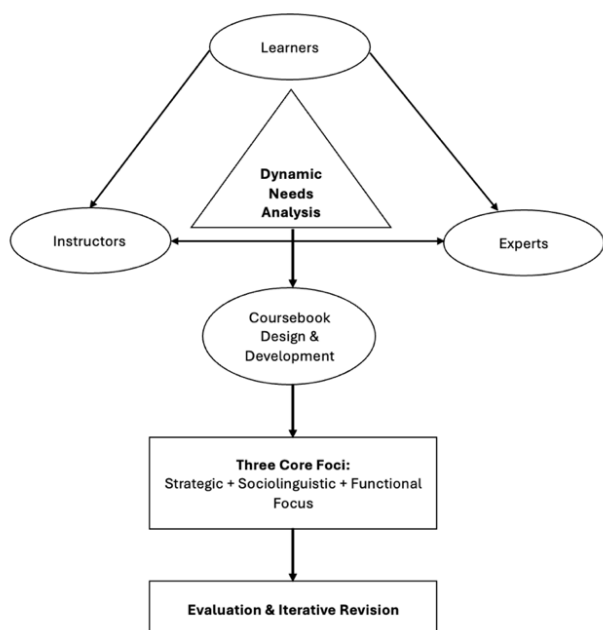 Learners
Dynamic
Needs
Analysis
Instructors
Experts
Coursebook
Design &
Development
Three Core Foci:
Strategic + Sociolinguistic + Functional
Focus
Evaluation & Iterative Revision